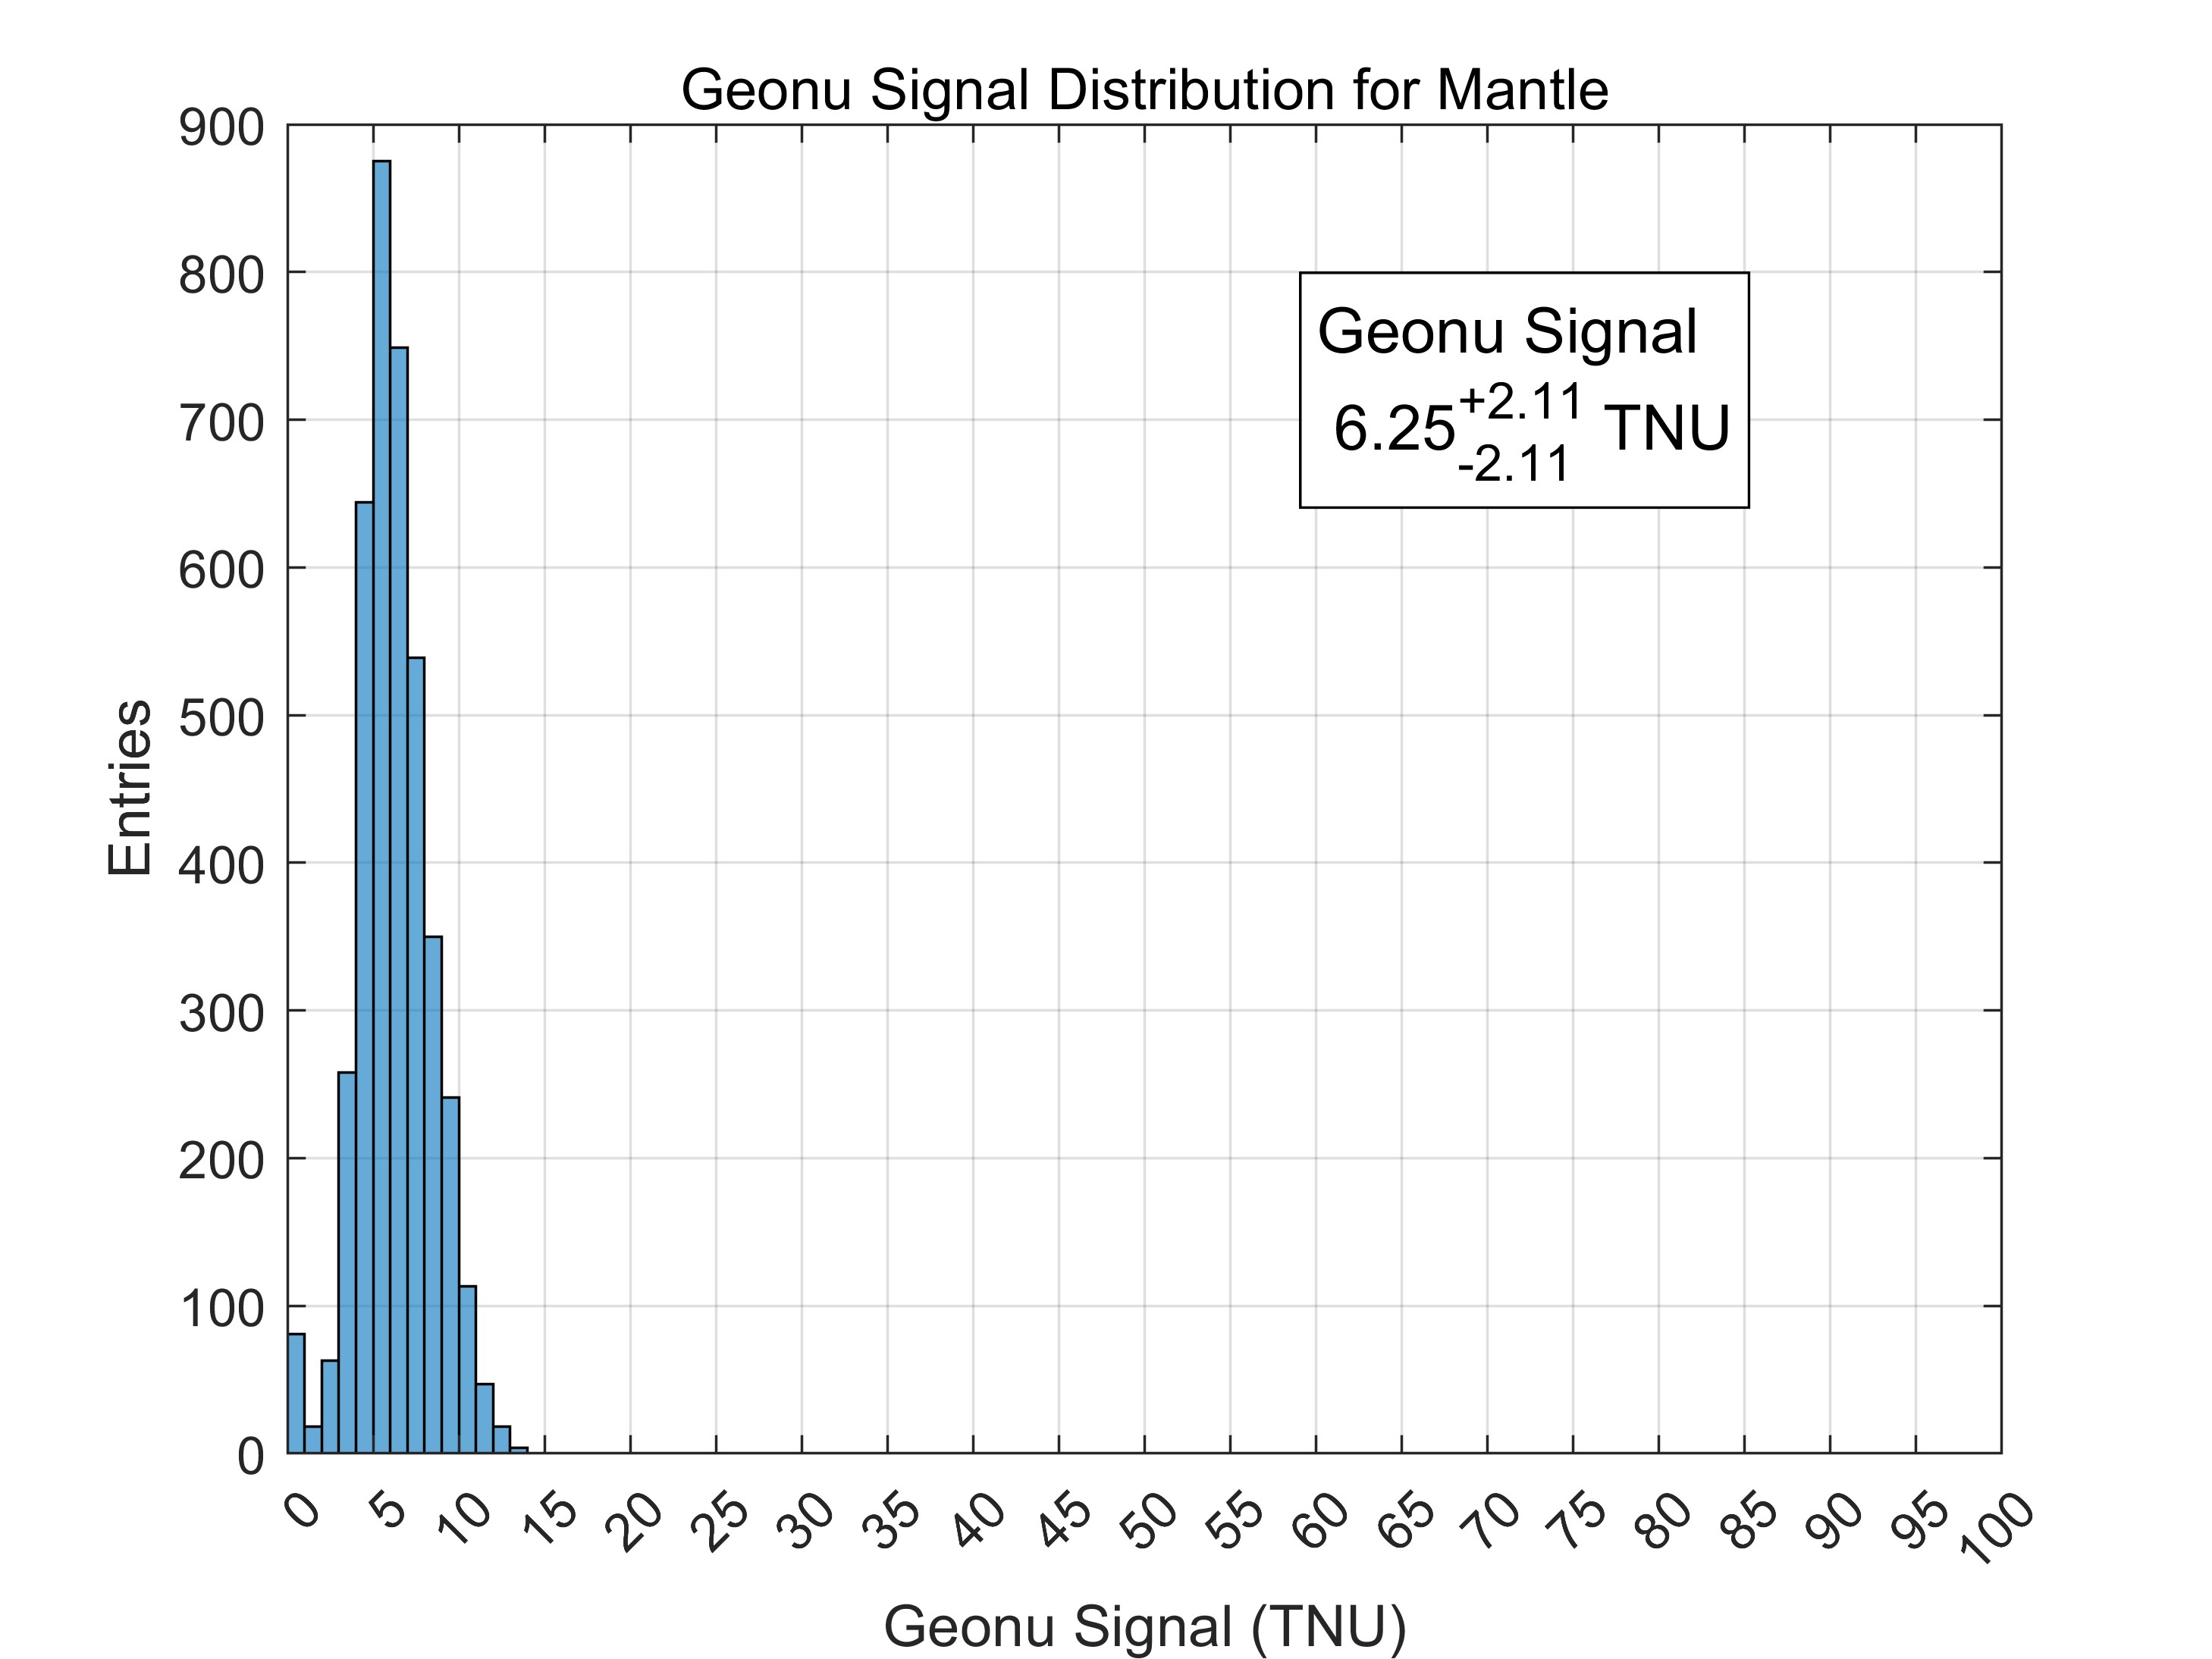 Geonu Signal Distribution for Mantle
900
800
700
600
500
400
300
200
100
0
Entries
Geonu Signal
6.25+2.11 -2.11 TNU
0 5 10 15 20 25 30 35 40 45 50 55 60 65 70 75 80 85 90 95 100
Geonu Signal (TNU)